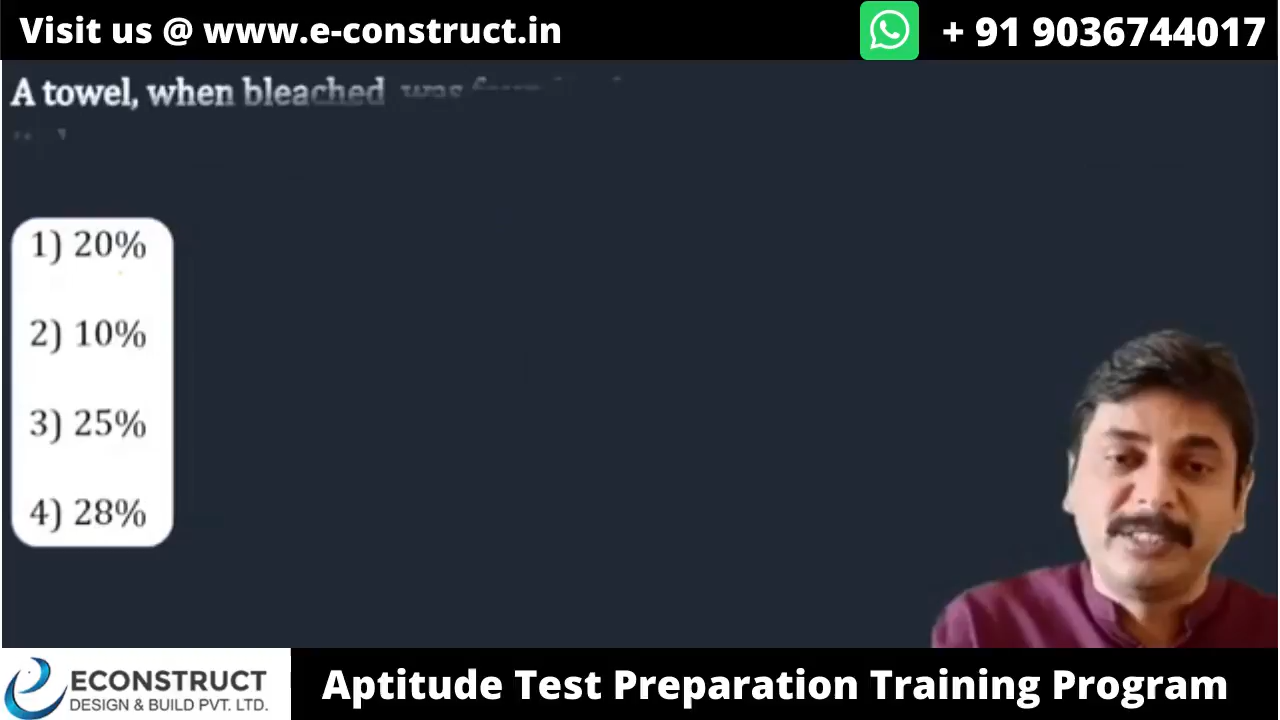 Visit us @ www.e-construct.in
+ 91 9036744017
A towel, when bleached was
1) 20%
2) 10%
3) 25%
4) 28%
ECONSTRUCT
DESIGN & BUILD PVT. LTD.
Aptitude Test Preparation Training Program